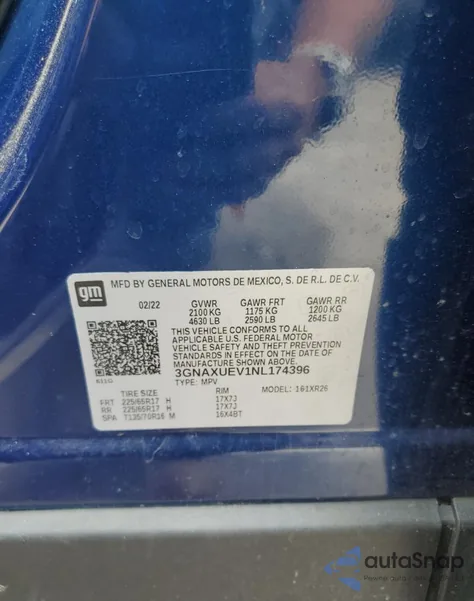 gm
MFD BY GENERAL MOTORS DE MEXICO, S. DE R.L. DE C.V.
02/22 GVWR GAWR FRT GAWR RR
2100 KG 1175 KG 1200 KG
4630 LB 2590 LB 2645 LB
THIS VEHICLE CONFORMS TO ALL
APPLICABLE U.S. FEDERAL MOTOR
VEHICLE SAFETY AND THEFT PREVENTION
STANDARDS IN EFFECT ON THE DATE OF
MANUFACTURE SHOWN ABOVE.
3GNAXUEV1NL174396
TYPE: MPV MODEL: 1G1XR26
TIRE SIZE RIM
FRT 225/65R17 H 17X7J
RR 225/65R17 H 17X7J
SPA T135/70R16 M 16X4BT
autoSnap